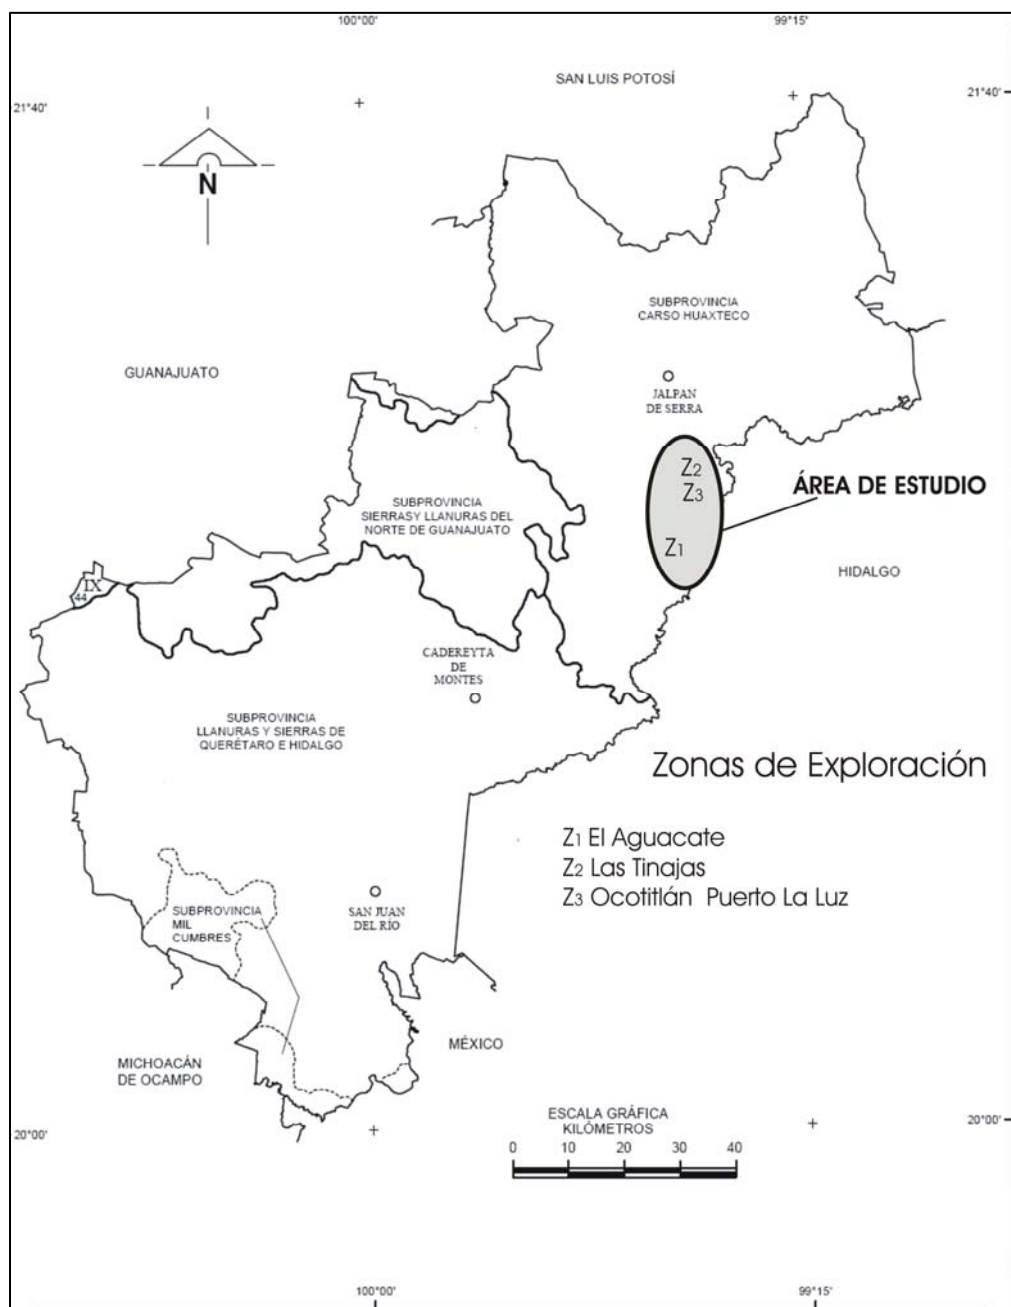 100°00'
99°15'
SAN LUIS POTOSÍ
21°40'
21°40'
N
SUBPROVINCIA
CARSO HUAXTECO
GUANAJUATO
JALPAN
DE SERRA
Z2
Z3
ÁREA DE ESTUDIO
SUBPROVINCIA
SIERRAS Y LLANURAS DEL
NORTE DE GUANAJUATO
Z1
HIDALGO
IX
44
CADEREYTA
DE
MONTES
SUBPROVINCIA
LLANURAS Y SIERRAS DE
QUERÉTARO E HIDALGO
Zonas de Exploración
Z1 El Aguacate
Z2 Las Tinajas
Z3 Ocotitlán Puerto La Luz
SUBPROVINCIA
MIL
CUMBRES
SAN JUAN
DEL RÍO
MÉXICO
MICHOACÁN
DE OCAMPO
ESCALA GRÁFICA
KILÓMETROS
0 10 20 30 40
20°00'
20°00'
100°00'
99°15'